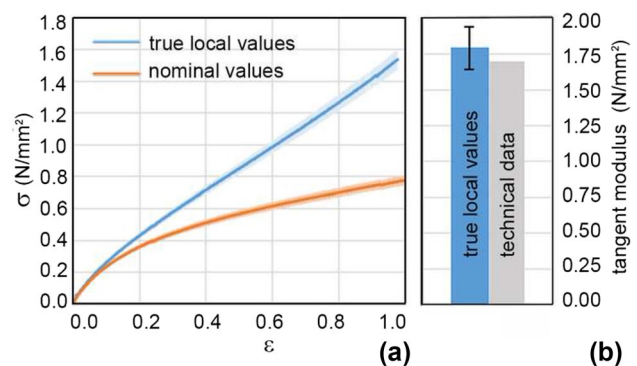 1.8
1.6
1.4
1.2
1.0
0.8
0.6
0.4
0.2
0.0
σ (N/mm²)
true local values
nominal values
0.0 0.2 0.4 0.6 0.8 1.0
ε
(a)
true local values
technical data
2.00
1.75
1.50
1.25
1.00
0.75
0.50
0.25
0.00
tangent modulus (N/mm²)
(b)